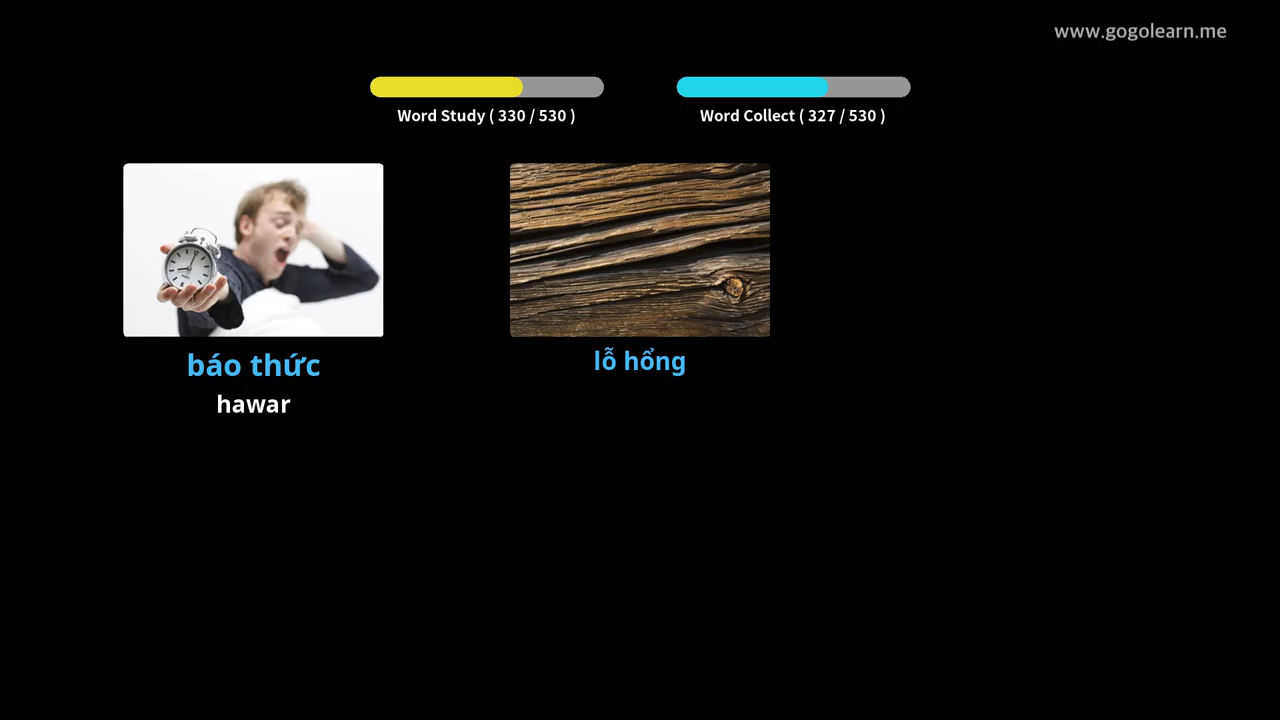 www.gogolearn.me
Word Study ( 330 / 530 )
Word Collect ( 327 / 530 )
báo thức
hawar
lỗ hổng